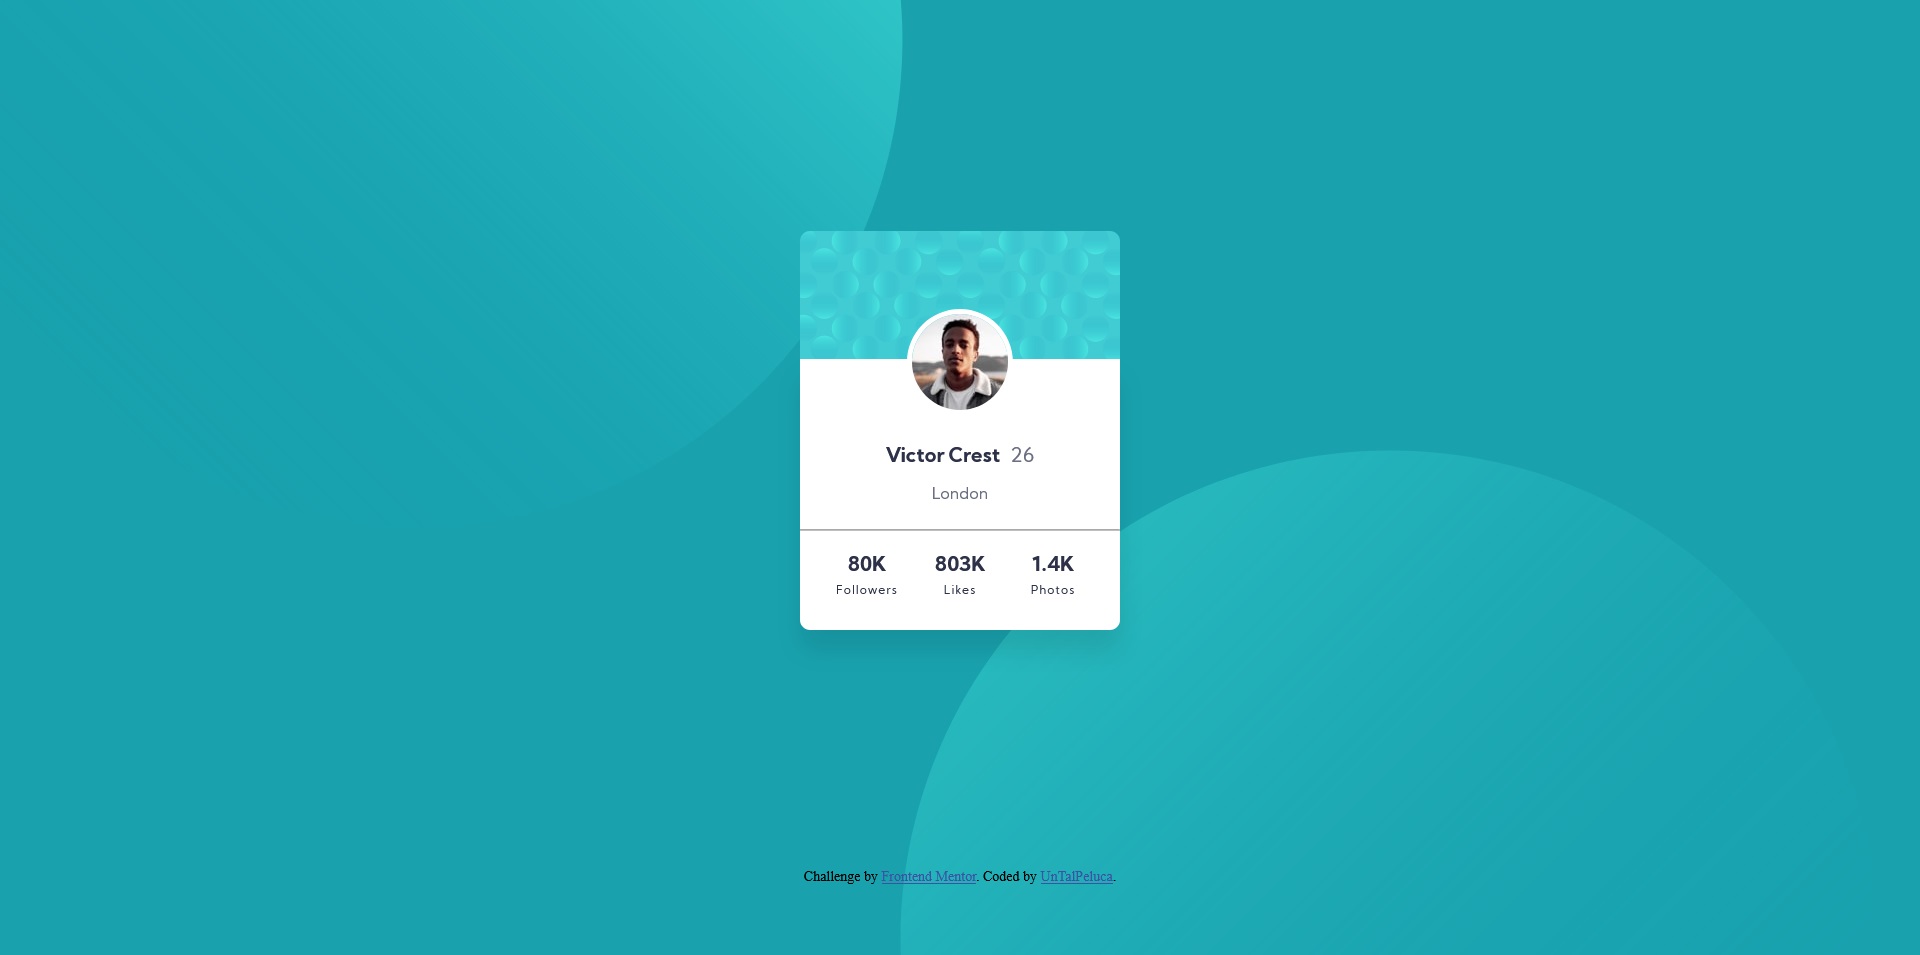 Victor Crest 26
London
80K 803K 1.4K
Followers Likes Photos
Challenge by Frontend Mentor. Coded by UnTalPeluca.